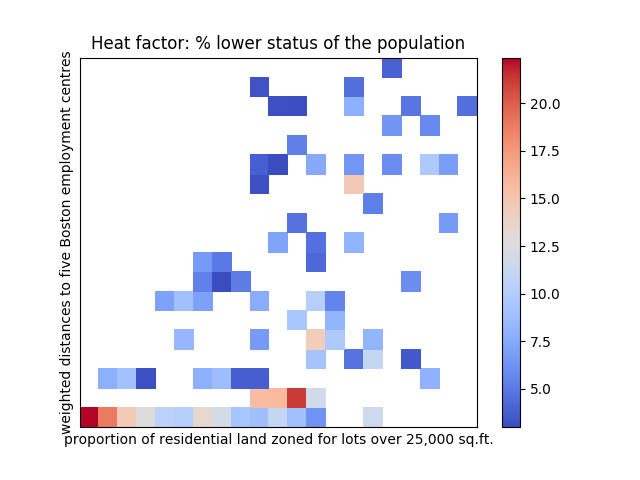 Heat factor: % lower status of the population
weighted distances to five Boston employment centres
20.0
17.5
15.0
12.5
10.0
7.5
5.0
proportion of residential land zoned for lots over 25,000 sq.ft.